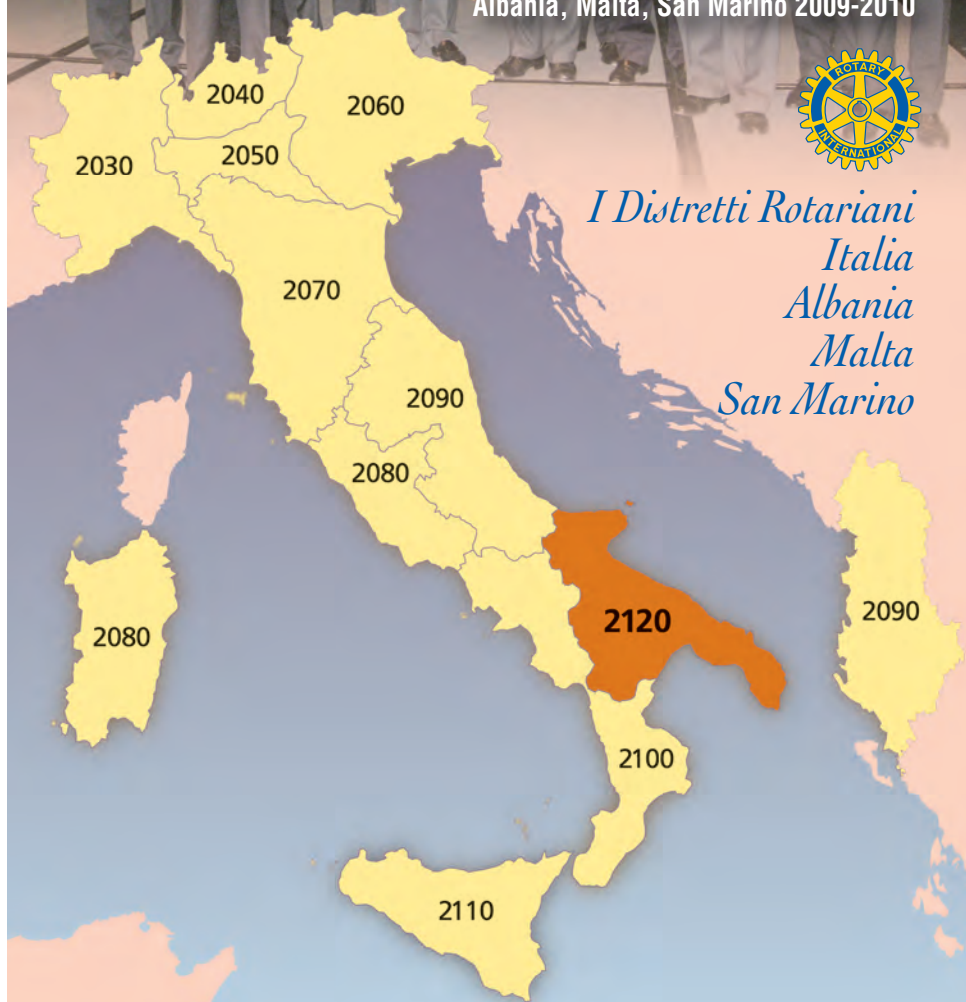 Albania, Malta, San Marino 2009-2010
ROTARY
INTERNATIONAL
I Distretti Rotariani
Italia
Albania
Malta
San Marino
2040
2060
2050
2030
2070
2090
2080
2120
2090
2080
2100
2110